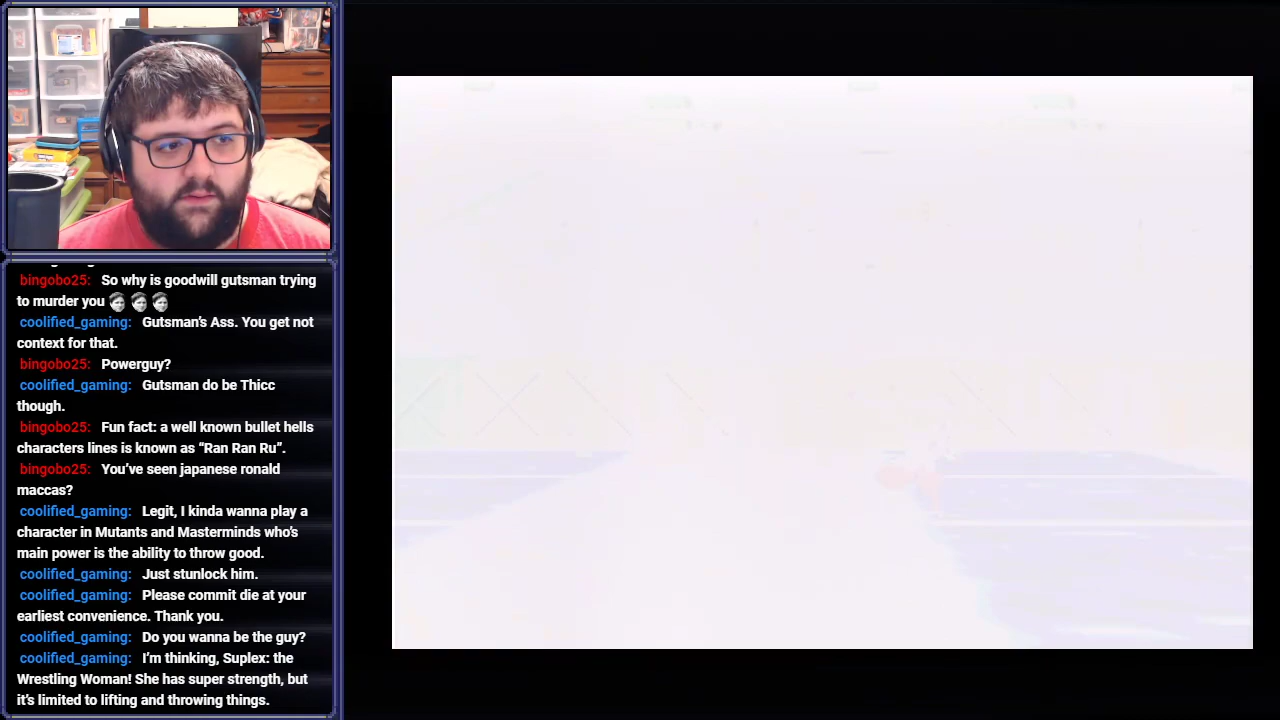 bingobo25: So why is goodwill gutsman trying
to murder you
coolified_gaming: Gutsman's Ass. You get not
context for that.
bingobo25: Powerguy?
coolified_gaming: Gutsman do be Thicc
though.
bingobo25: Fun fact: a well known bullet hells
characters lines is known as “Ran Ran Ru”.
bingobo25: You've seen japanese ronald
maccas?
coolified_gaming: Legit, I kinda wanna play a
character in Mutants and Masterminds who's
main power is the ability to throw good.
coolified_gaming: Just stunlock him.
coolified_gaming: Please commit die at your
earliest convenience. Thank you.
coolified_gaming: Do you wanna be the guy?
coolified_gaming: I'm thinking, Suplex: the
Wrestling Woman! She has super strength, but
it's limited to lifting and throwing things.